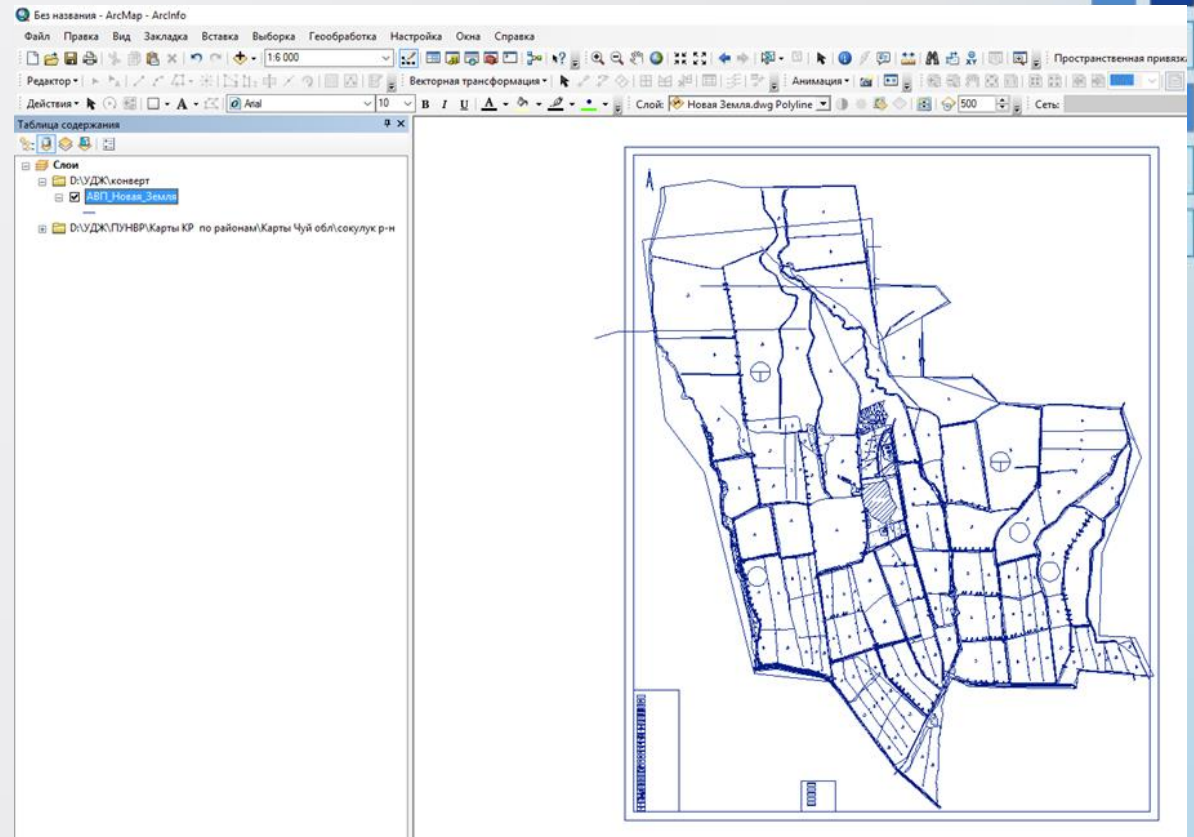 Без названия - ArcMap - ArcInfo
Файл Правка Вид Закладка Вставка Выборка Геообработка Настройка Окна Справка
1:6 000 Пространственная привязк
Редактор Векторная трансформация Анимация
Действия A Arial 10 B I U A Слой: Новая Земля.dwg Polyline 500 Сеть:
Таблица содержания
Слои
D:\УДЖ\конверт
АВП_Новая_Земля
D:\УДЖ\ПУНВР\Карты КР по районам\Карты Чуй обл\сокулук р-н